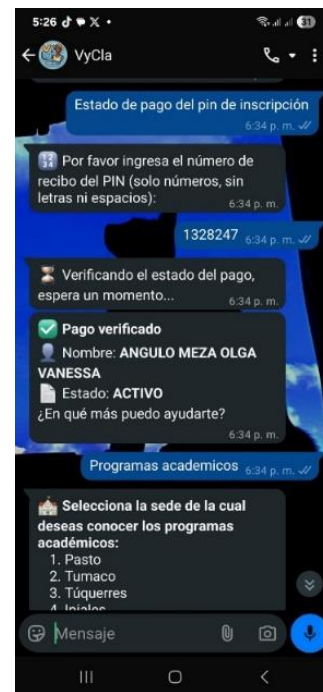 5:26
31
VyCla
Estado de pago del pin de inscripción
6:34 p. m.
Por favor ingresa el número de
recibo del PIN (solo números, sin
letras ni espacios):
6:34 p. m.
1328247 6:34 p. m.
Verificando el estado del pago,
espera un momento...
6:34 p. m.
Pago verificado
Nombre: ANGULO MEZA OLGA
VANESSA
Estado: ACTIVO
¿En qué más puedo ayudarte?
6:34 p. m.
Programas academicos 6:34 p. m.
Selecciona la sede de la cual
deseas conocer los programas
académicos:
1. Pasto
2. Tumaco
3. Túquerres
4. Ipiales
Mensaje